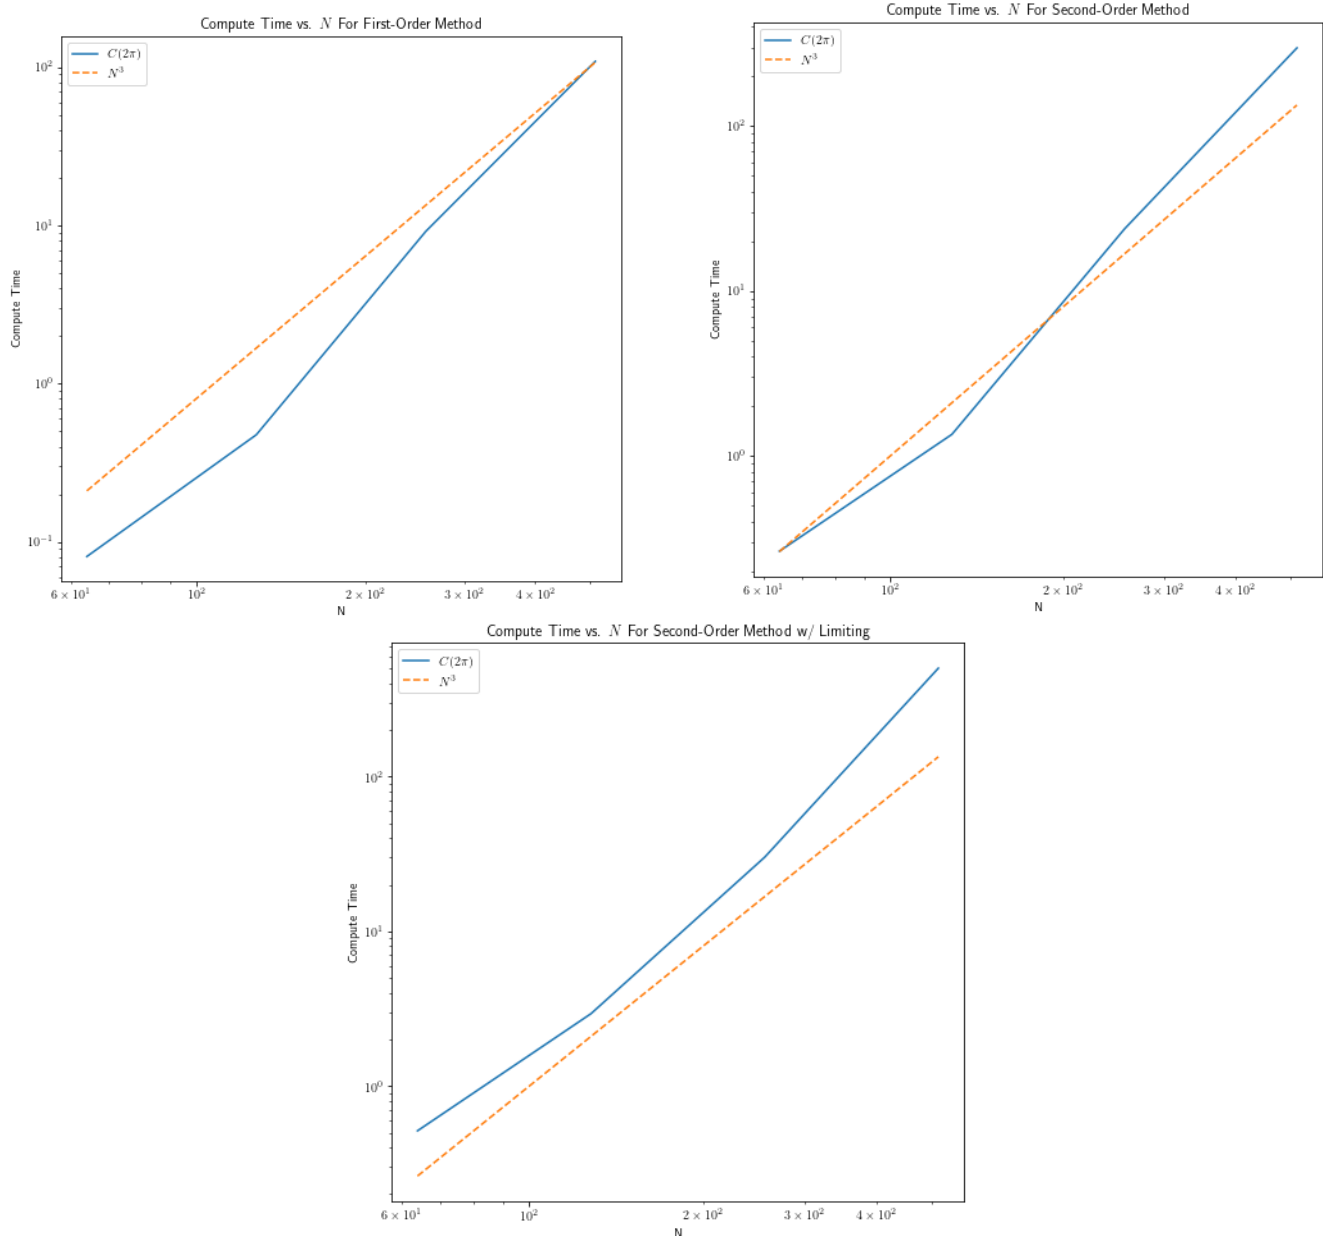 Compute Time vs. N For First-Order Method
C(2π)
N³
10²
10¹
10⁰
10⁻¹
Compute Time
6 × 10¹
10²
2 × 10²
3 × 10²
4 × 10²
N
Compute Time vs. N For Second-Order Method
C(2π)
N³
10²
10¹
10⁰
Compute Time
6 × 10¹
10²
2 × 10²
3 × 10²
4 × 10²
N
Compute Time vs. N For Second-Order Method w/ Limiting
C(2π)
N³
10²
10¹
10⁰
Compute Time
6 × 10¹
10²
2 × 10²
3 × 10²
4 × 10²
N